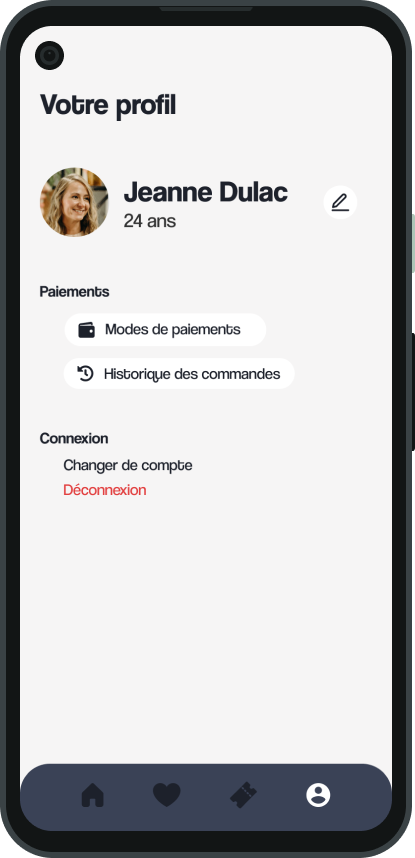 Votre profil
Jeanne Dulac
24 ans
Paiements
Modes de paiements
Historique des commandes
Connexion
Changer de compte
Déconnexion